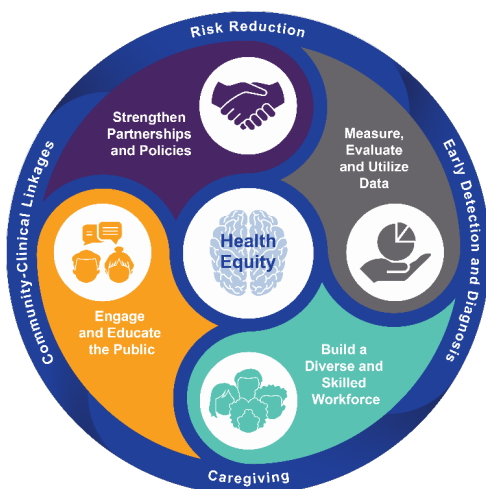 Risk Reduction
Strengthen
Partnerships
and Policies
Measure,
Evaluate
and Utilize
Data
Community-Clinical Linkages
Early Detection and Diagnosis
Health
Equity
Engage
and Educate
the Public
Build a
Diverse and
Skilled
Workforce
Caregiving